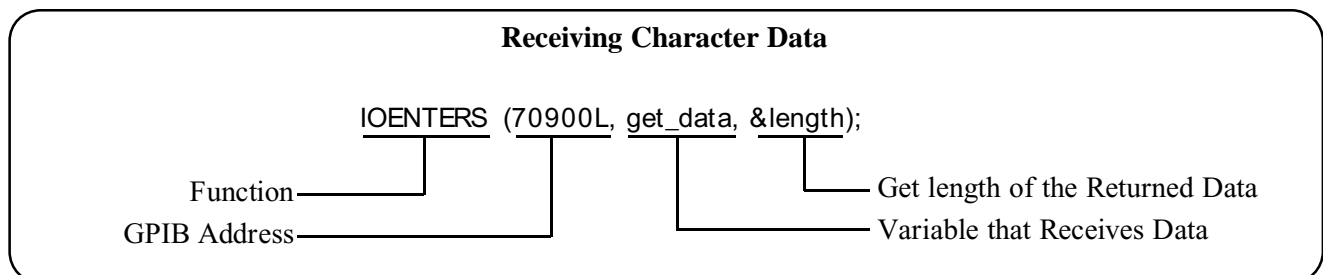 Receiving Character Data
IOENTERS (70900L, get_data, &length);
Function
Get length of the Returned Data
GPIB Address
Variable that Receives Data